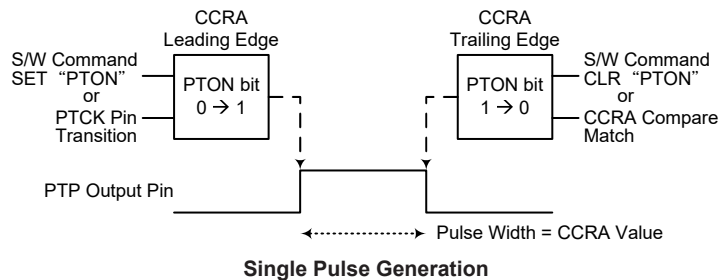 CCRA
Leading Edge
S/W Command
SET “PTON”
or
PTCK Pin
Transition
PTON bit
0 → 1
CCRA
Trailing Edge
PTON bit
1 → 0
S/W Command
CLR “PTON”
or
CCRA Compare
Match
PTP Output Pin
Pulse Width = CCRA Value
Single Pulse Generation